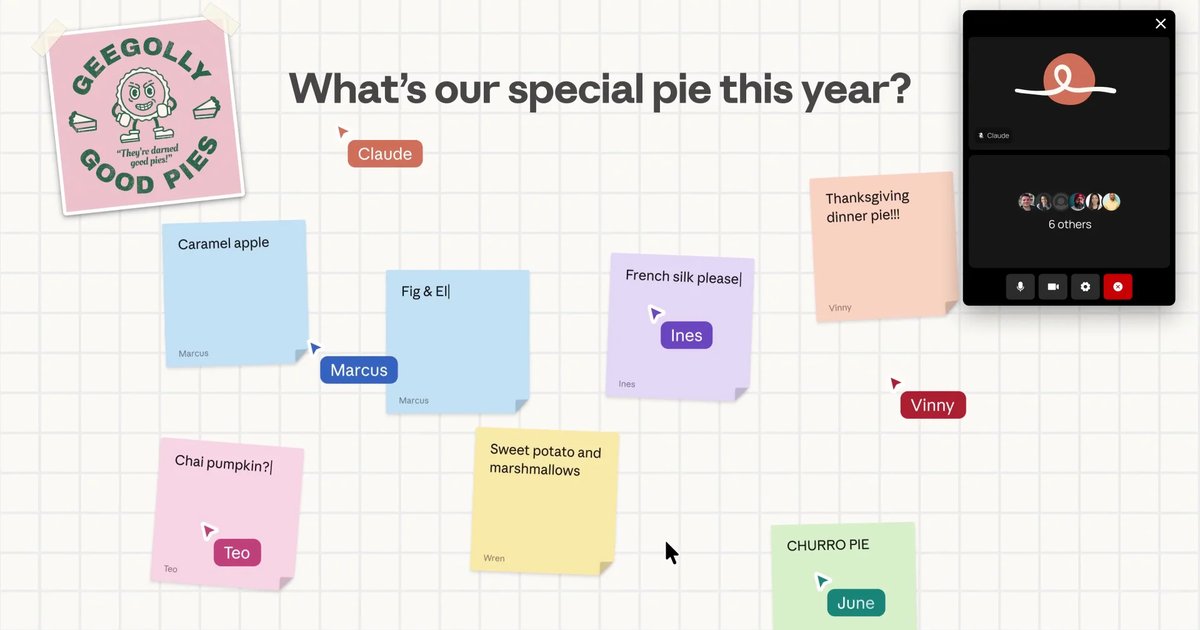 GEEGOLLY
"They're darned
good pies!"
GOOD PIES
What's our special pie this year?
Claude
Claude
6 others
Caramel apple
Marcus
Marcus
Fig & El
Marcus
French silk please
Ines
Ines
Thanksgiving
dinner pie!!!
Vinny
Vinny
Chai pumpkin?
Teo
Teo
Sweet potato and
marshmallows
Wren
CHURRO PIE
June